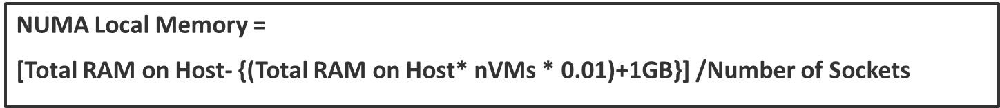 NUMA Local Memory =
[Total RAM on Host- {(Total RAM on Host* nVMs * 0.01)+1GB}] /Number of Sockets